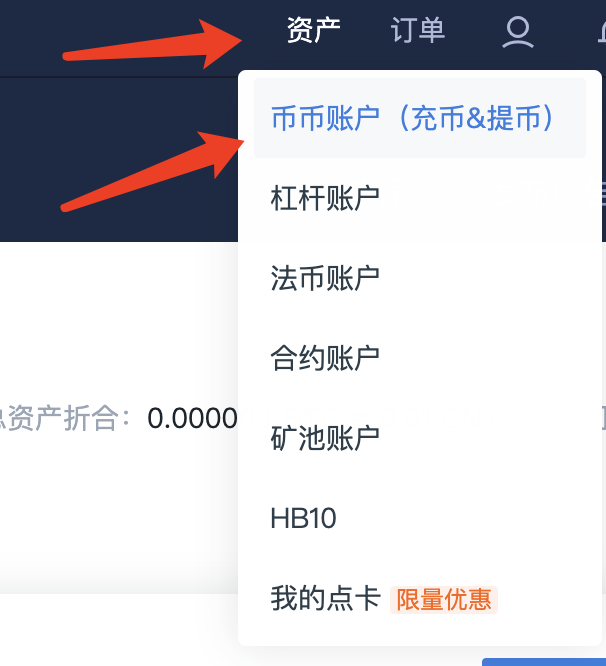 资产 订单
币币账户（充币&提币）
杠杆账户
法币账户
合约账户
资产折合：0.0000
矿池账户
HB10
我的点卡 限量优惠